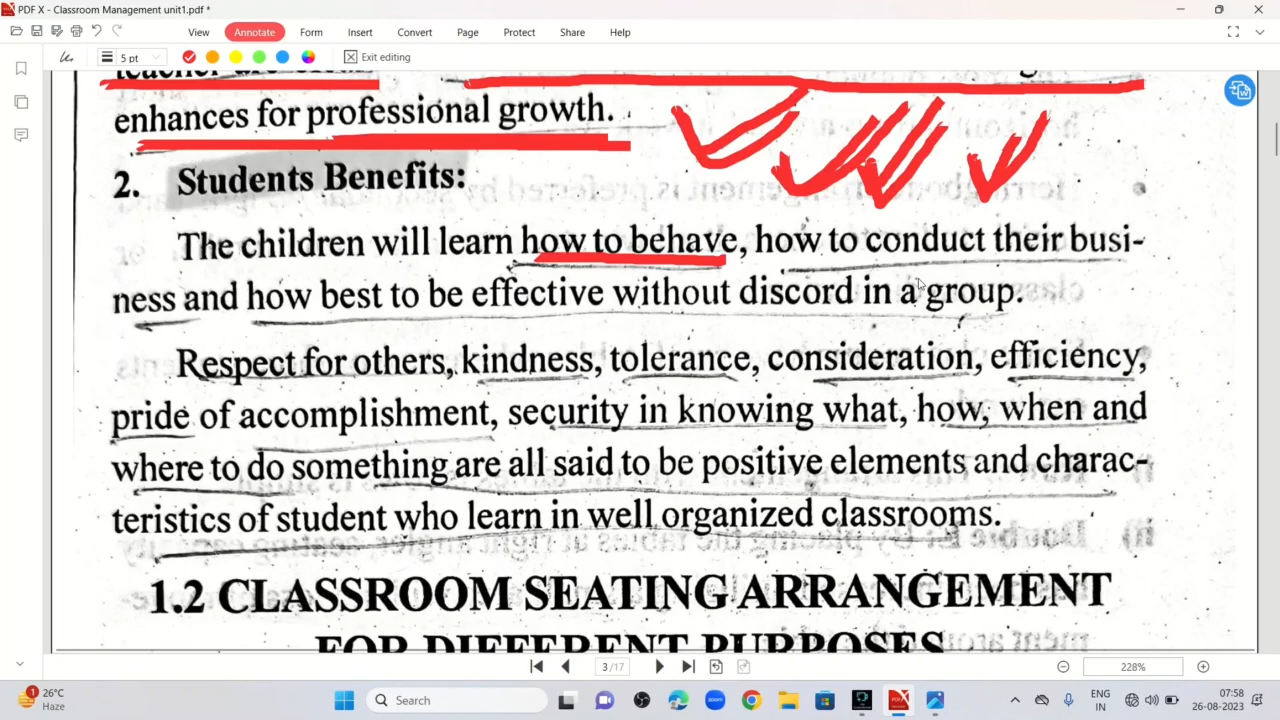 PDF X - Classroom Management unit1.pdf *
View Annotate Form Insert Convert Page Protect Share Help
5 pt Exit editing
enhances for professional growth.
2. Students Benefits:
The children will learn how to behave, how to conduct their busi-
ness and how best to be effective without discord in a group.
Respect for others, kindness, tolerance, consideration, efficiency,
pride of accomplishment, security in knowing what, how, when and
where to do something are all said to be positive elements and charac-
teristics of student who learn in well organized classrooms.
1.2 CLASSROOM SEATING ARRANGEMENT
FOR DIFFERENT PURPOSES
3 /17
228%
1
26°C
Haze
Search
zoom
ENG
IN
07:58
26-08-2023